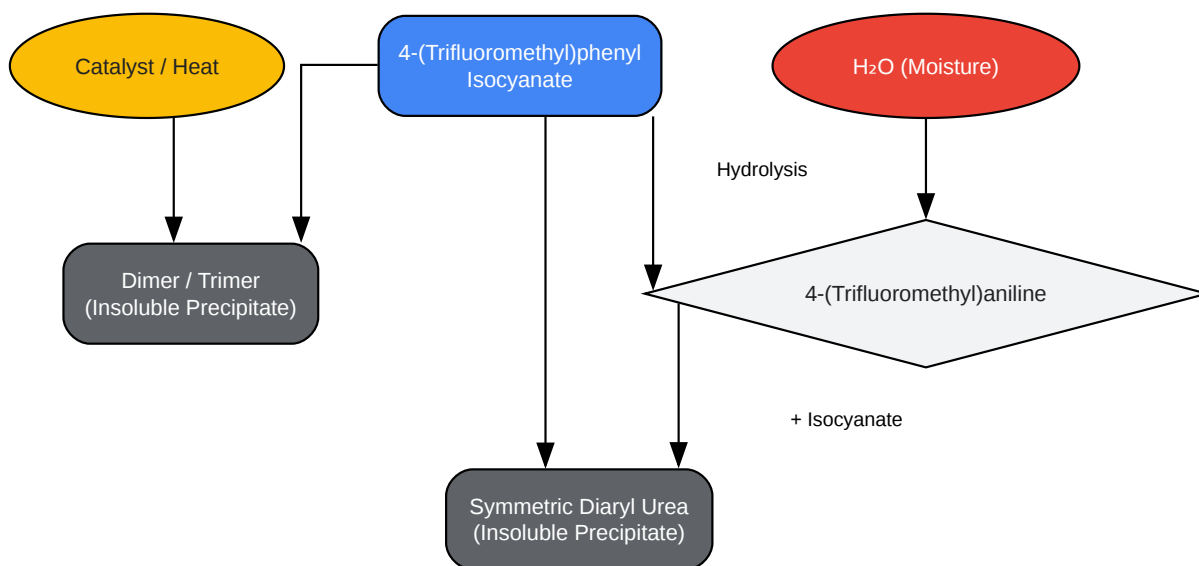 Catalyst / Heat
4-(Trifluoromethyl)phenyl
Isocyanate
H₂O (Moisture)
Hydrolysis
Dimer / Trimer
(Insoluble Precipitate)
4-(Trifluoromethyl)aniline
+ Isocyanate
Symmetric Diaryl Urea
(Insoluble Precipitate)